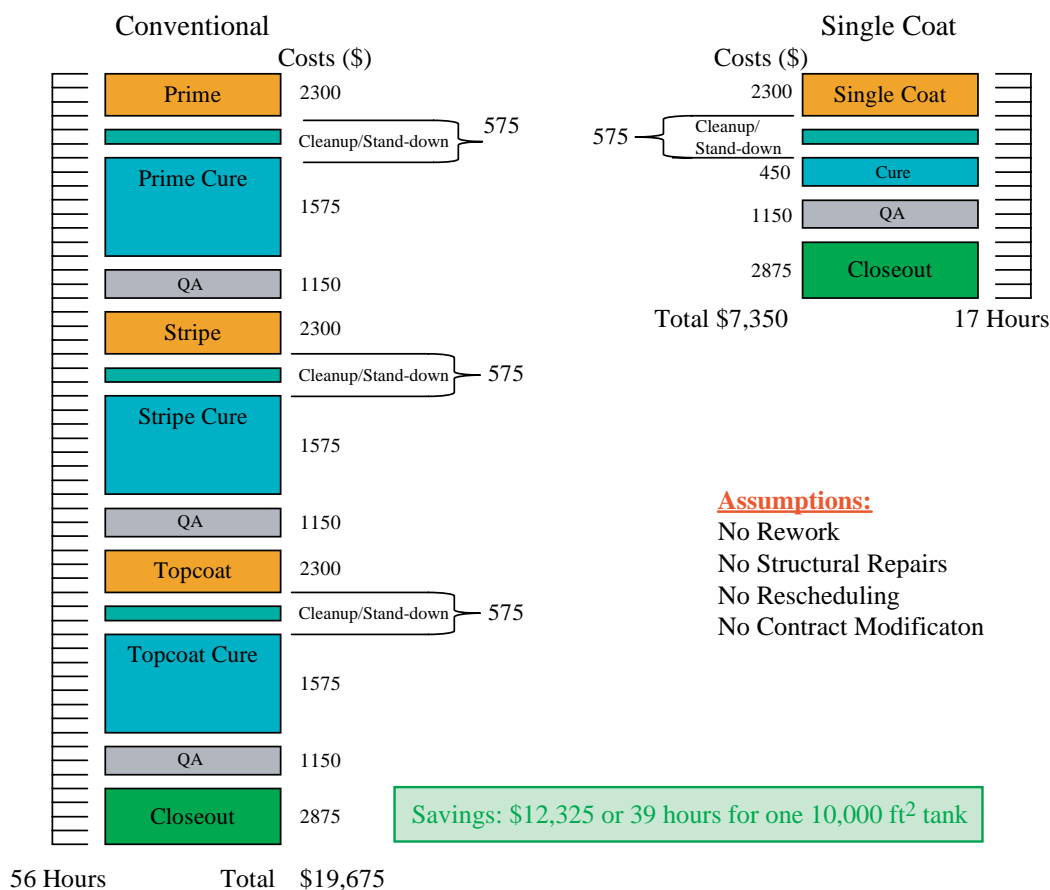 Conventional
Costs ($)
Prime 2300
Cleanup/Stand-down 575
Prime Cure
1575
QA 1150
Stripe 2300
Cleanup/Stand-down 575
Stripe Cure
1575
QA 1150
Topcoat 2300
Cleanup/Stand-down 575
Topcoat Cure
1575
QA 1150
Closeout 2875
56 Hours Total $19,675
Single Coat
Costs ($)
2300 Single Coat
575 Cleanup/
Stand-down
450 Cure
1150 QA
2875 Closeout
Total $7,350 17 Hours
Assumptions:
No Rework
No Structural Repairs
No Rescheduling
No Contract Modificaton
Savings: $12,325 or 39 hours for one 10,000 ft² tank